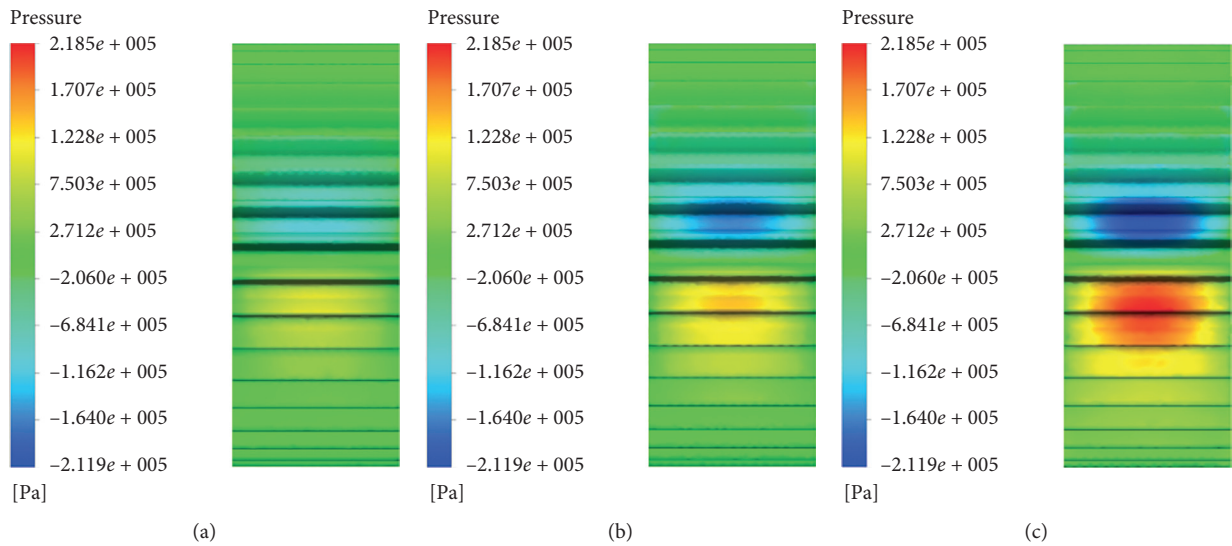 Pressure
2.185e + 005
1.707e + 005
1.228e + 005
7.503e + 005
2.712e + 005
–2.060e + 005
–6.841e + 005
–1.162e + 005
–1.640e + 005
–2.119e + 005
[Pa]
(a)
Pressure
2.185e + 005
1.707e + 005
1.228e + 005
7.503e + 005
2.712e + 005
–2.060e + 005
–6.841e + 005
–1.162e + 005
–1.640e + 005
–2.119e + 005
[Pa]
(b)
Pressure
2.185e + 005
1.707e + 005
1.228e + 005
7.503e + 005
2.712e + 005
–2.060e + 005
–6.841e + 005
–1.162e + 005
–1.640e + 005
–2.119e + 005
[Pa]
(c)